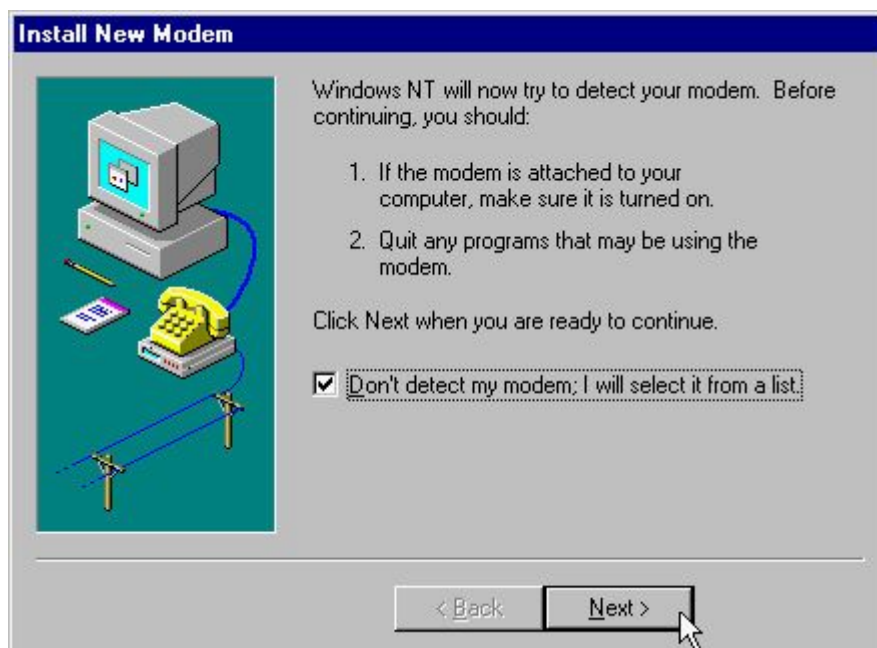 Install New Modem
Windows NT will now try to detect your modem.  Before
continuing, you should:
1. If the modem is attached to your
computer, make sure it is turned on.
2. Quit any programs that may be using the
modem.
Click Next when you are ready to continue.
Don't detect my modem; I will select it from a list.
< Back
Next >